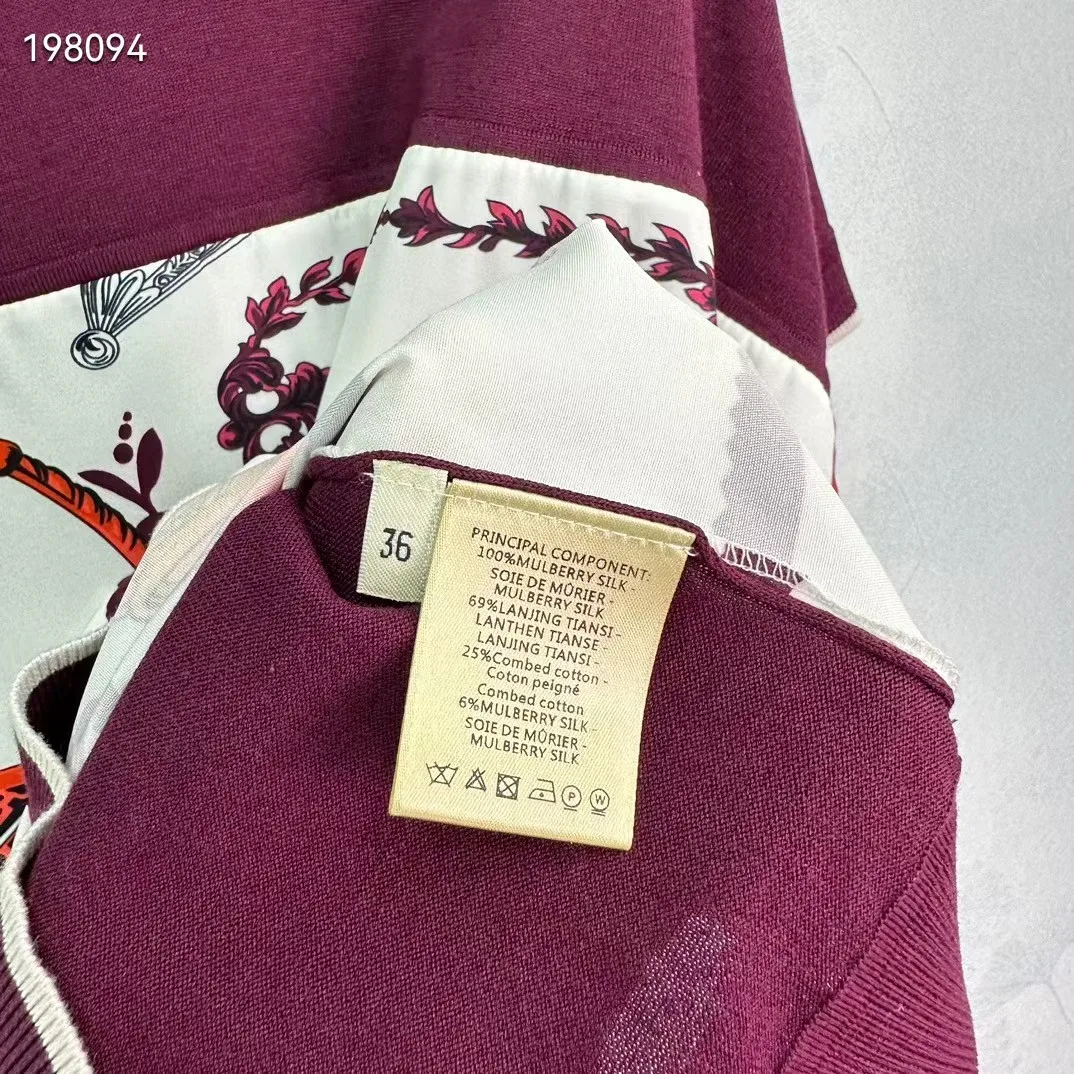 198094
36
PRINCIPAL COMPONENT:
100%MULBERRY SILK -
SOIE DE MÛRIER -
MULBERRY SILK
69%LANJING TIANSI -
LANTHEN TIANSE -
LANJING TIANSI -
25%Combed cotton -
Coton peigné
Combed cotton
6%MULBERRY SILK -
SOIE DE MÛRIER -
MULBERRY SILK
P W